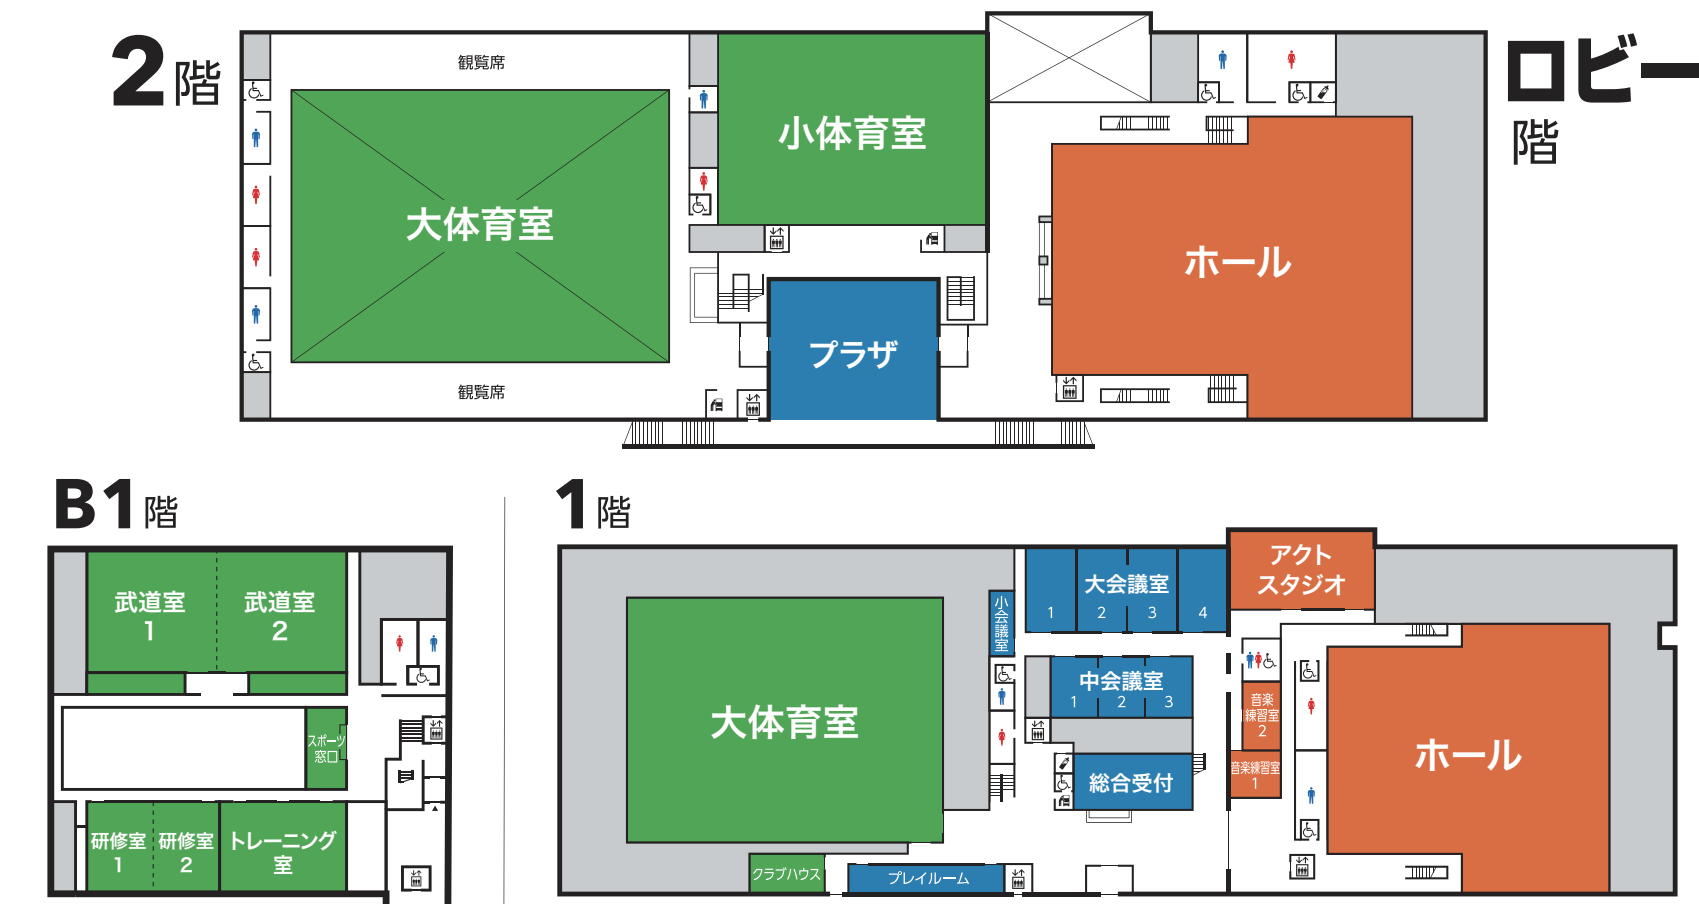 2階
観覧席
大体育室
観覧席
小体育室
プラザ
ホール
ロビー
階
B1階
武道室
1
武道室
2
スポーツ
窓口
研修室
1
研修室
2
トレーニング
室
1階
大体育室
クラブハウス
プレイルーム
小会議室
大会議室
1
2
3
4
中会議室
1
2
3
総合受付
アクト
スタジオ
音楽
練習室
2
音楽練習室
1
ホール